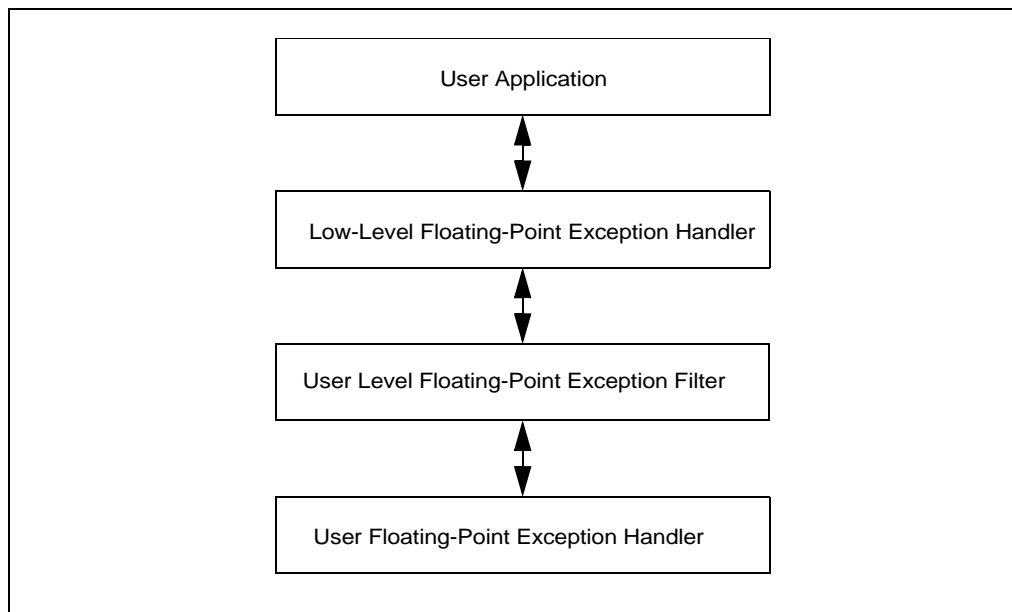 User Application
Low-Level Floating-Point Exception Handler
User Level Floating-Point Exception Filter
User Floating-Point Exception Handler